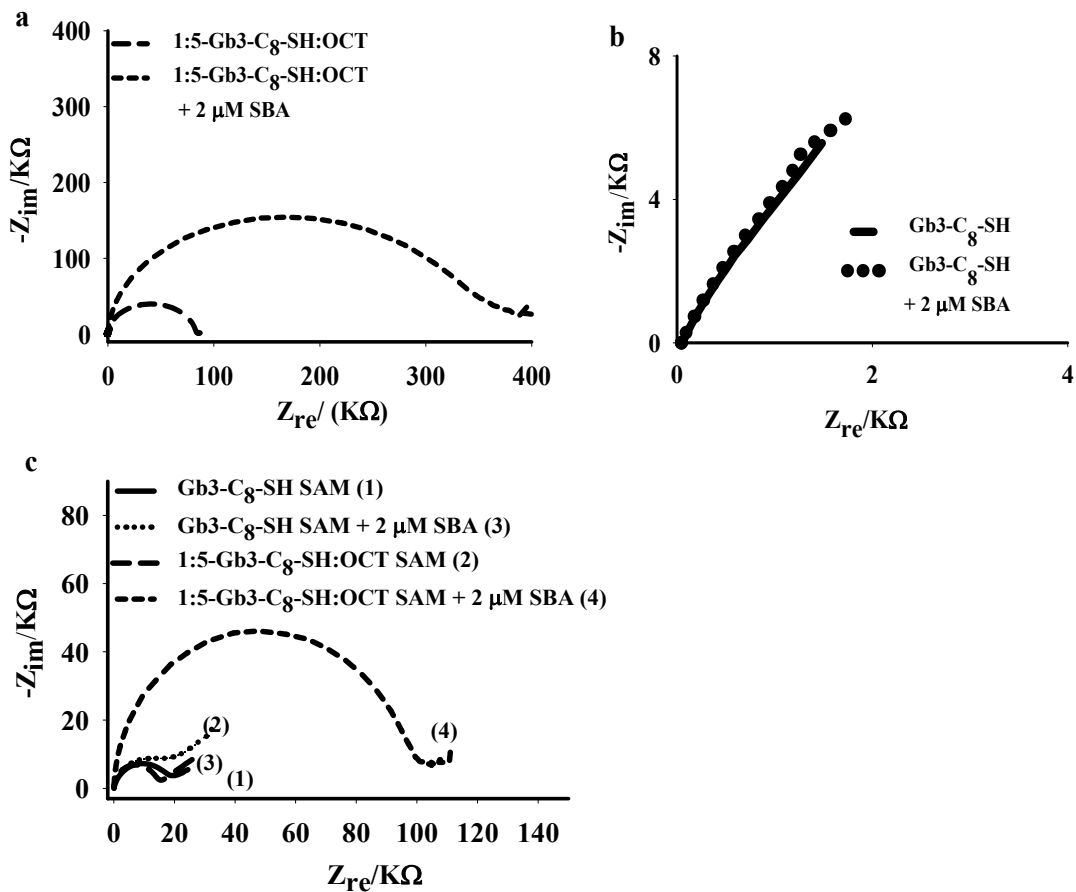 a
400
300
200
100
0
-Zim/KΩ
1:5-Gb3-C8-SH:OCT
1:5-Gb3-C8-SH:OCT
+ 2 μM SBA
0 100 200 300 400
Zre/ (KΩ)
b
8
4
0
-Zim/KΩ
Gb3-C8-SH
Gb3-C8-SH
+ 2 μM SBA
0 2 4
Zre/KΩ
c
80
60
40
20
0
-Zim/KΩ
Gb3-C8-SH SAM (1)
Gb3-C8-SH SAM + 2 μM SBA (3)
1:5-Gb3-C8-SH:OCT SAM (2)
1:5-Gb3-C8-SH:OCT SAM + 2 μM SBA (4)
(2)
(3)
(1)
(4)
0 20 40 60 80 100 120 140
Zre/KΩ